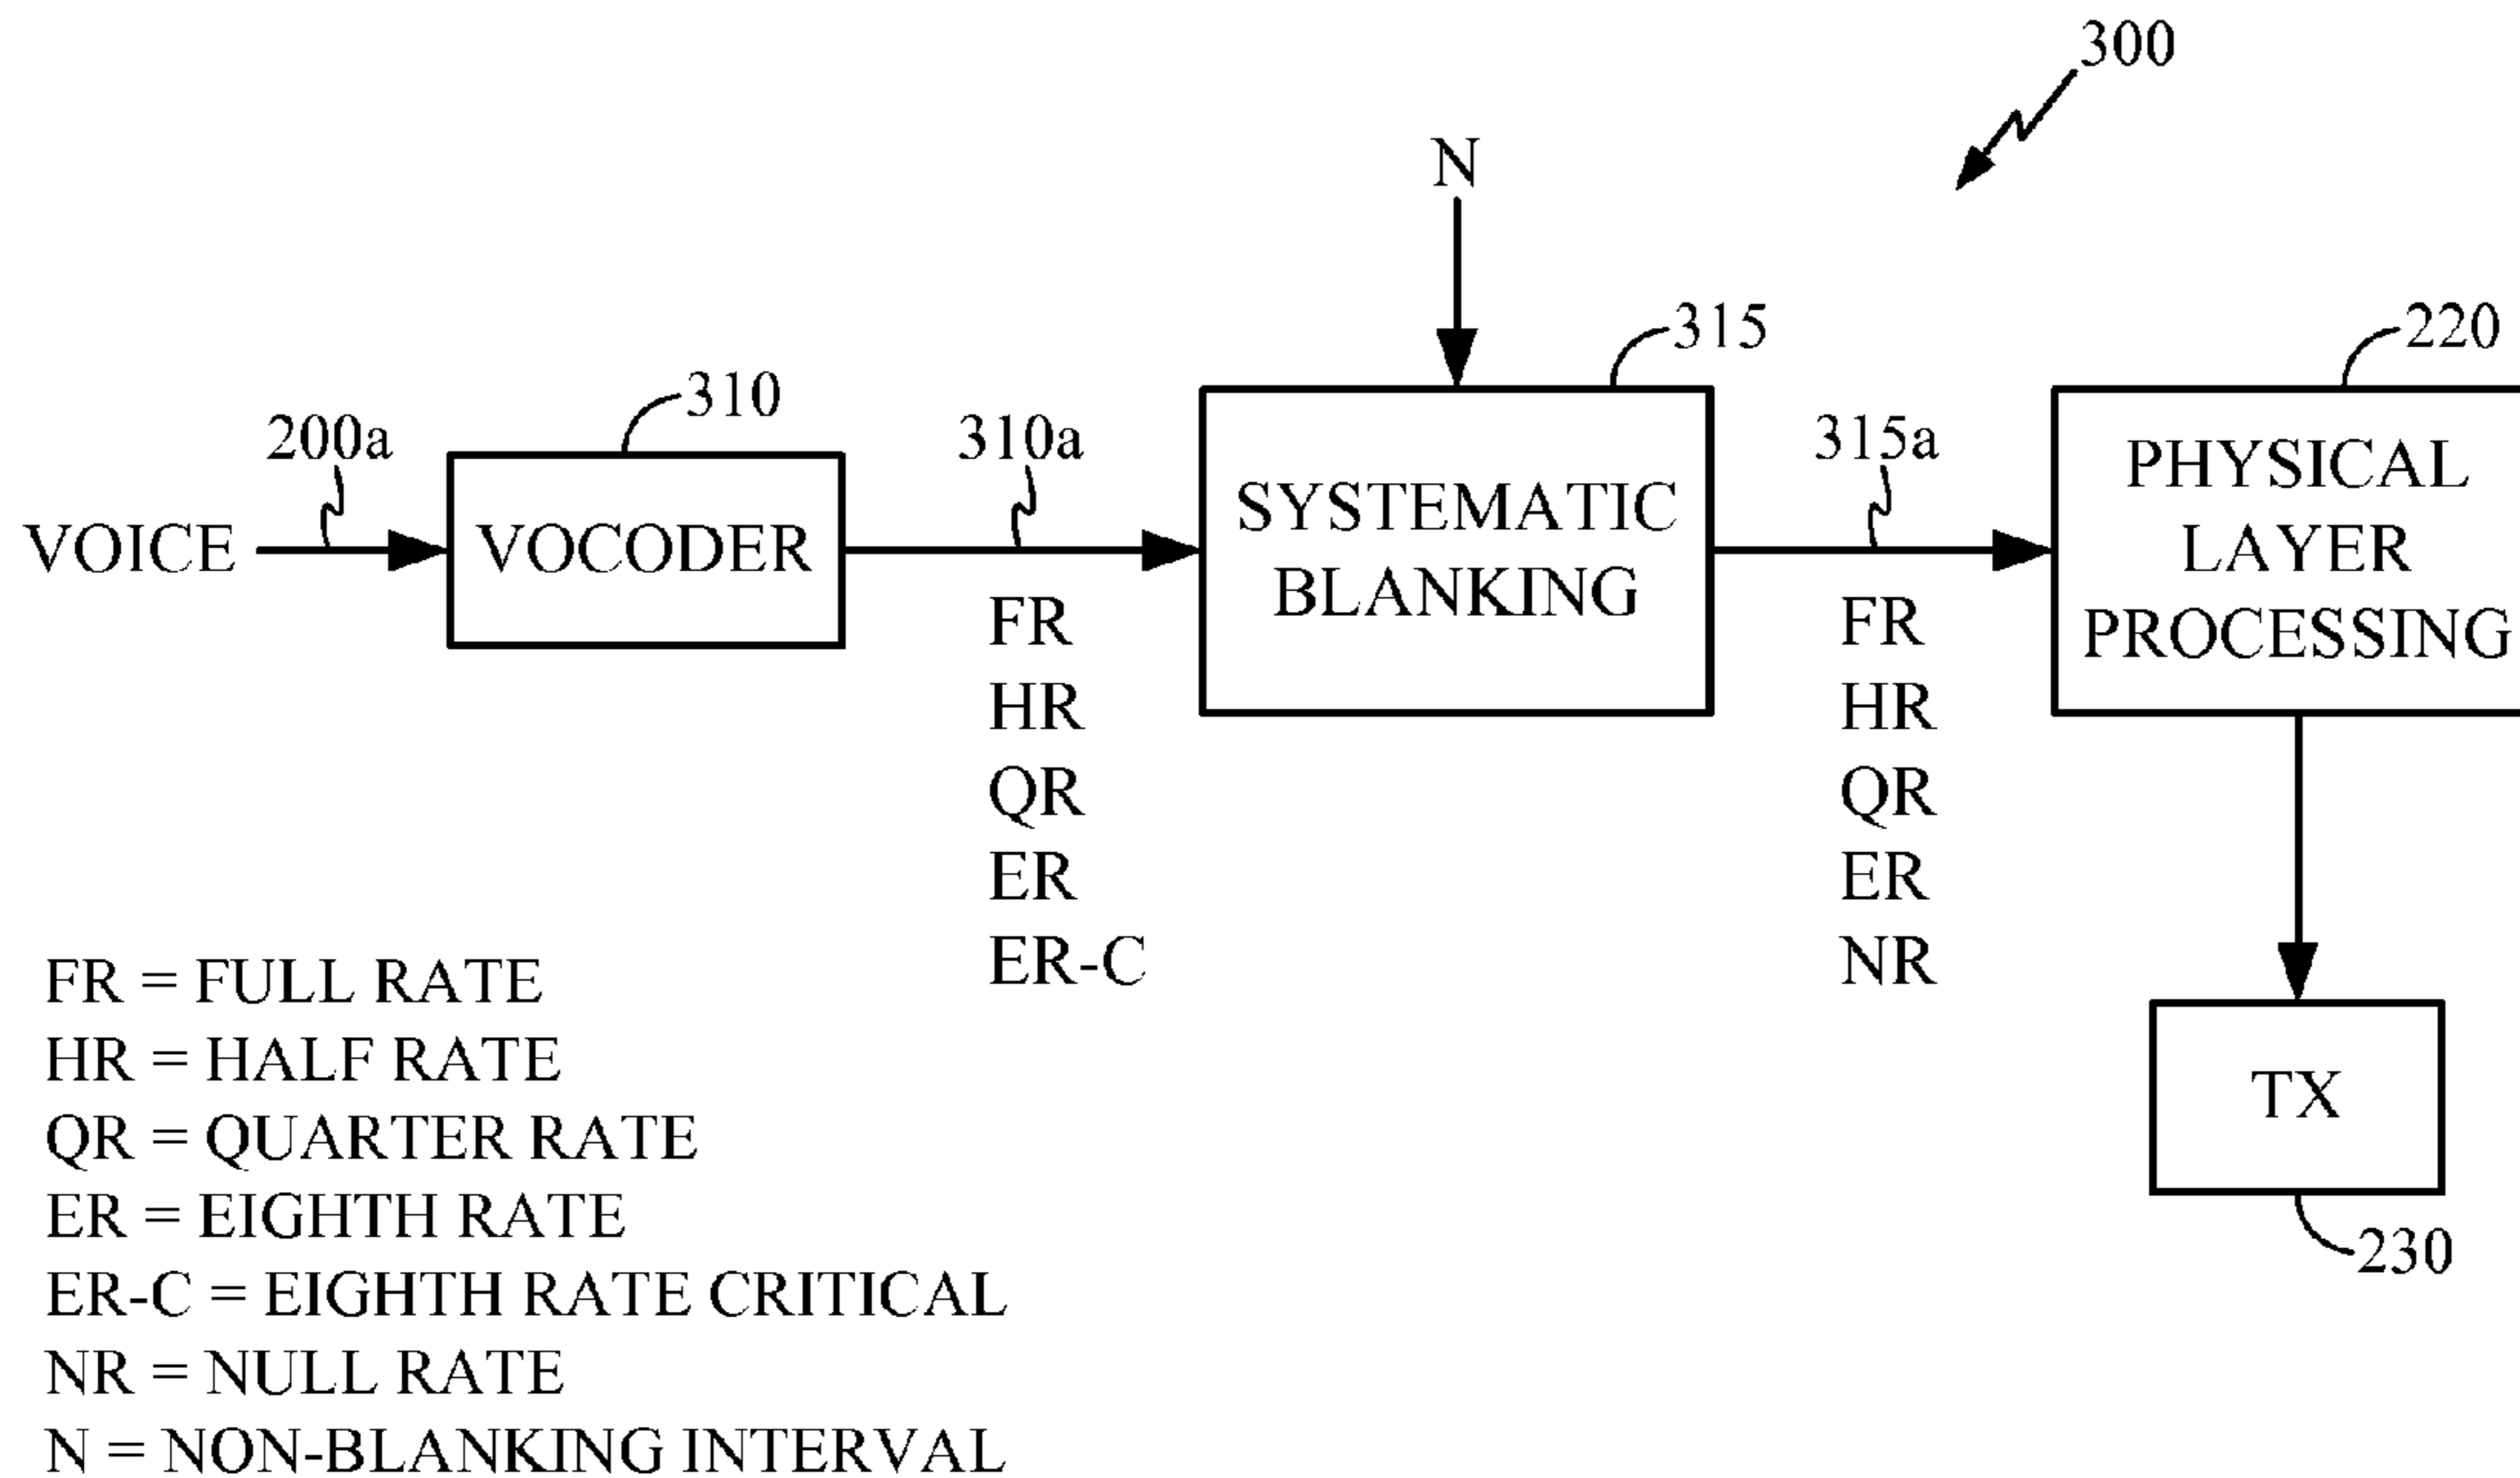 300
N
315
220
310
200a
310a
315a
VOICE
VOCODER
SYSTEMATIC
BLANKING
PHYSICAL
LAYER
PROCESSING
FR
HR
QR
ER
ER-C
FR
HR
QR
ER
NR
TX
230
FR = FULL RATE
HR = HALF RATE
QR = QUARTER RATE
ER = EIGHTH RATE
ER-C = EIGHTH RATE CRITICAL
NR = NULL RATE
N = NON-BLANKING INTERVAL